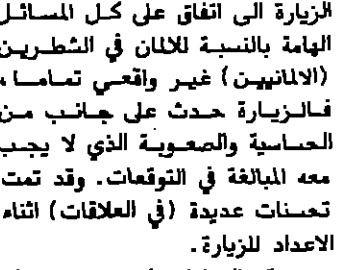 الزيارة الى اتفاق على كل المسائل
الهامة بالنسبة للالمان في الشطرين
(الالمانيين) غير واقعي تماما،
فالزيارة حدث على جانب من
الحساسية والصعوبة الذي لا يجب
معه المبالغة في التوقعات. وقد تمت
تحسنات عديدة (في العلاقات) اثناء
الاعداد للزيارة.